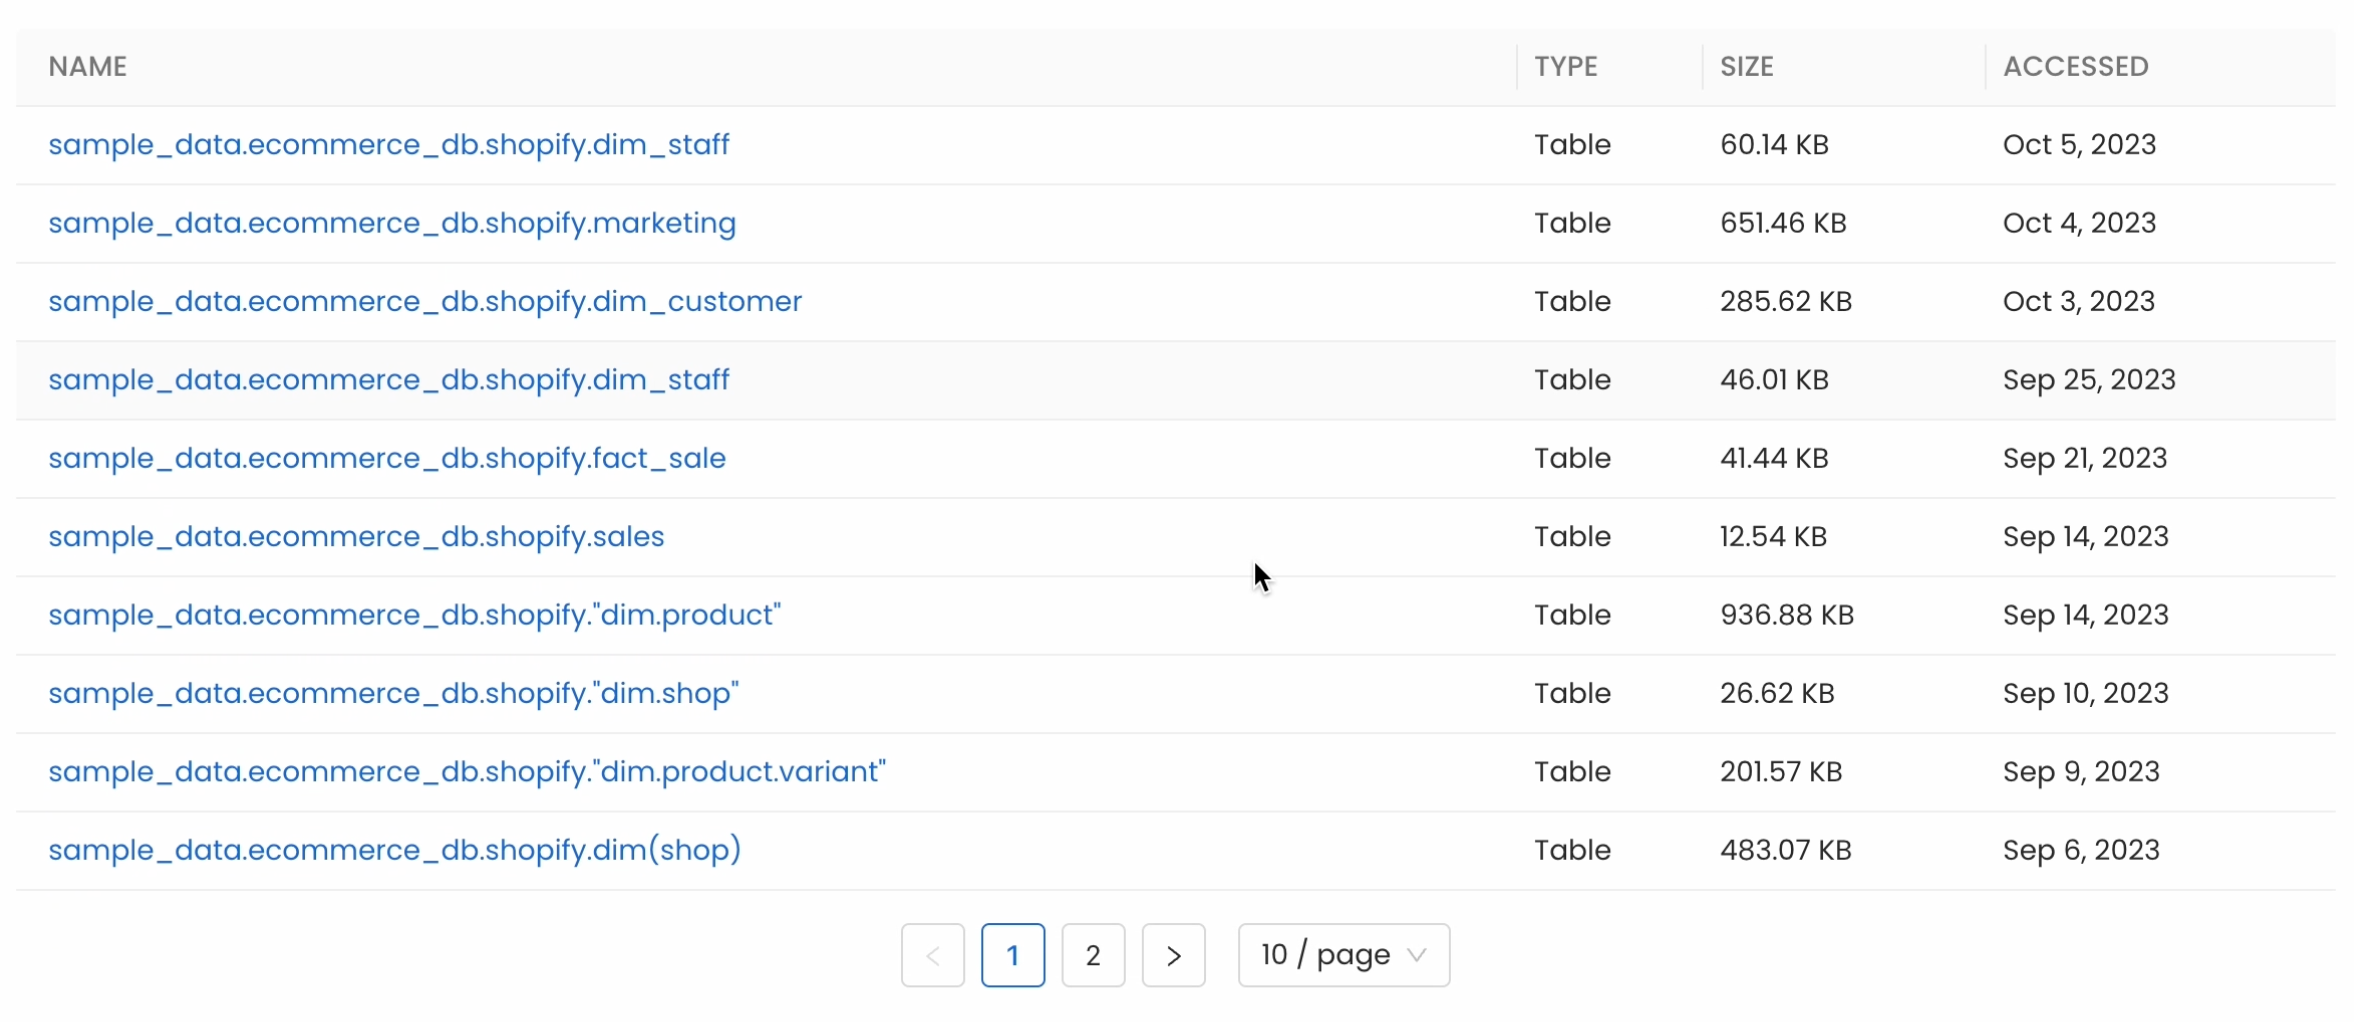 NAME TYPE SIZE ACCESSED
sample_data.ecommerce_db.shopify.dim_staff Table 60.14 KB Oct 5, 2023
sample_data.ecommerce_db.shopify.marketing Table 651.46 KB Oct 4, 2023
sample_data.ecommerce_db.shopify.dim_customer Table 285.62 KB Oct 3, 2023
sample_data.ecommerce_db.shopify.dim_staff Table 46.01 KB Sep 25, 2023
sample_data.ecommerce_db.shopify.fact_sale Table 41.44 KB Sep 21, 2023
sample_data.ecommerce_db.shopify.sales Table 12.54 KB Sep 14, 2023
sample_data.ecommerce_db.shopify."dim.product" Table 936.88 KB Sep 14, 2023
sample_data.ecommerce_db.shopify."dim.shop" Table 26.62 KB Sep 10, 2023
sample_data.ecommerce_db.shopify."dim.product.variant" Table 201.57 KB Sep 9, 2023
sample_data.ecommerce_db.shopify.dim(shop) Table 483.07 KB Sep 6, 2023
< 1 2 > 10 / page